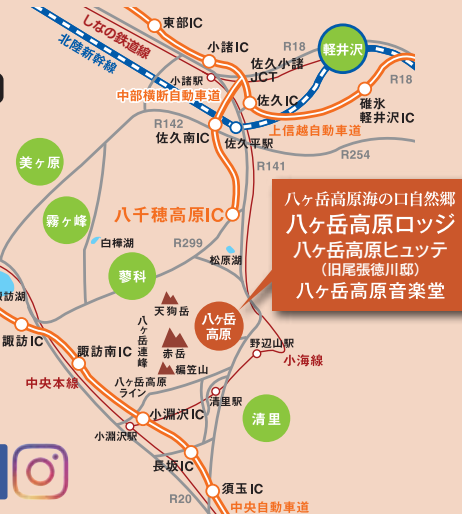 東部IC
しなの鉄道線
北陸新幹線
小諸IC
R18
軽井沢
佐久小諸
JCT
小諸駅
R18
中部横断自動車道
佐久IC
碓氷
軽井沢IC
R142
上信越自動車道
佐久南IC
佐久平駅
R254
美ヶ原
R141
八ヶ岳高原海の口自然郷
八ヶ岳高原ロッジ
八ヶ岳高原ヒュッテ
(旧尾張徳川邸)
八ヶ岳高原音楽堂
八千穂高原IC
霧ヶ峰
白樺湖
R299
松原湖
蓼科
諏訪湖
天狗岳
八ヶ岳連峰
八ヶ岳
高原
諏訪IC
諏訪南IC
赤岳
野辺山駅
小海線
編笠山
中央本線
八ヶ岳高原
ライン
清里駅
小淵沢IC
清里
小淵沢駅
長坂IC
須玉IC
R20
中央自動車道